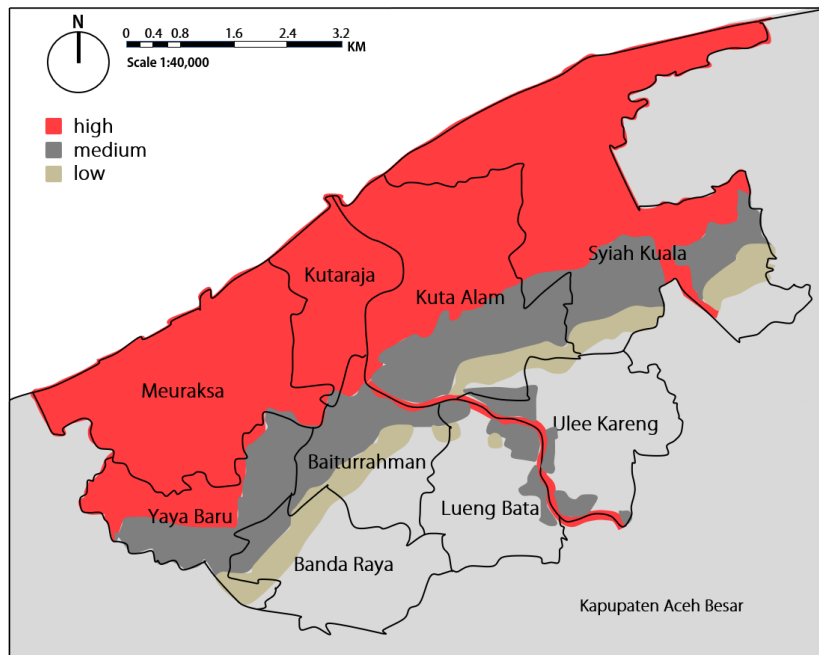 N
0 0.4 0.8 1.6 2.4 3.2
KM
Scale 1:40,000
high
medium
low
Syiah Kuala
Kutaraja
Kuta Alam
Meuraksa
Ulee Kareng
Baiturrahman
Lueng Bata
Yaya Baru
Banda Raya
Kapupaten Aceh Besar